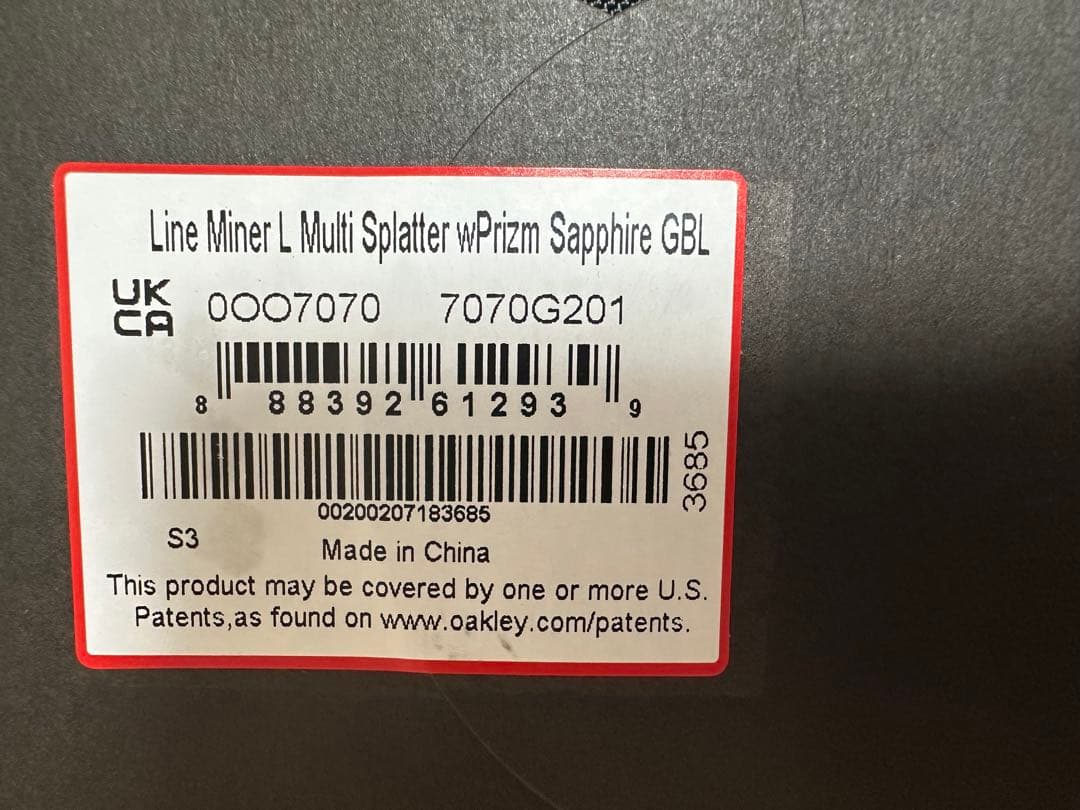 Line Miner L Multi Splatter wPrizm Sapphire GBL
UK
CA
0OO7070 7070G201
8 88392 61293 9
3685
00200207183685
S3
Made in China
This product may be covered by one or more U.S.
Patents,as found on www.oakley.com/patents.